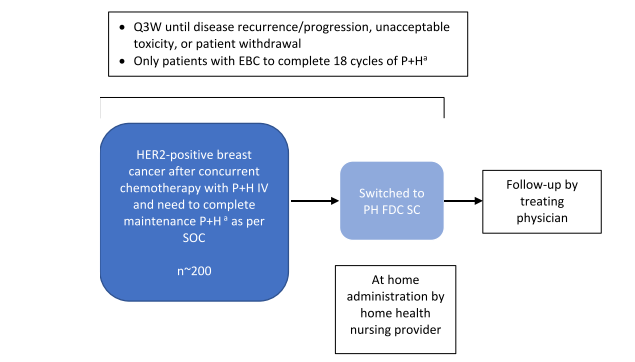 • Q3W until disease recurrence/progression, unacceptable
toxicity, or patient withdrawal
• Only patients with EBC to complete 18 cycles of P+Hᵃ
HER2-positive breast
cancer after concurrent
chemotherapy with P+H IV
and need to complete
maintenance P+H ᵃ as per
SOC
n~200
Switched to
PH FDC SC
Follow-up by
treating
physician
At home
administration by
home health
nursing provider